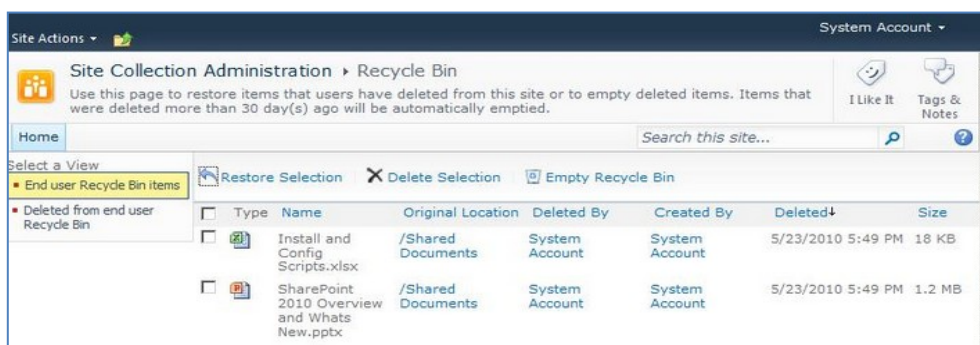 System Account
Site Actions
Site Collection Administration ▸ Recycle Bin
Use this page to restore items that users have deleted from this site or to empty deleted items. Items that
were deleted more than 30 day(s) ago will be automatically emptied.
I Like It
Tags &
Notes
Home
Search this site...
Select a View
End user Recycle Bin items
Deleted from end user
Recycle Bin
Restore Selection
Delete Selection
Empty Recycle Bin
Type Name Original Location Deleted By Created By Deleted↓ Size
Install and /Shared System System 5/23/2010 5:49 PM 18 KB
Config Documents Account Account
Scripts.xlsx
SharePoint /Shared System System 5/23/2010 5:49 PM 1.2 MB
2010 Overview Documents Account Account
and Whats
New.pptx